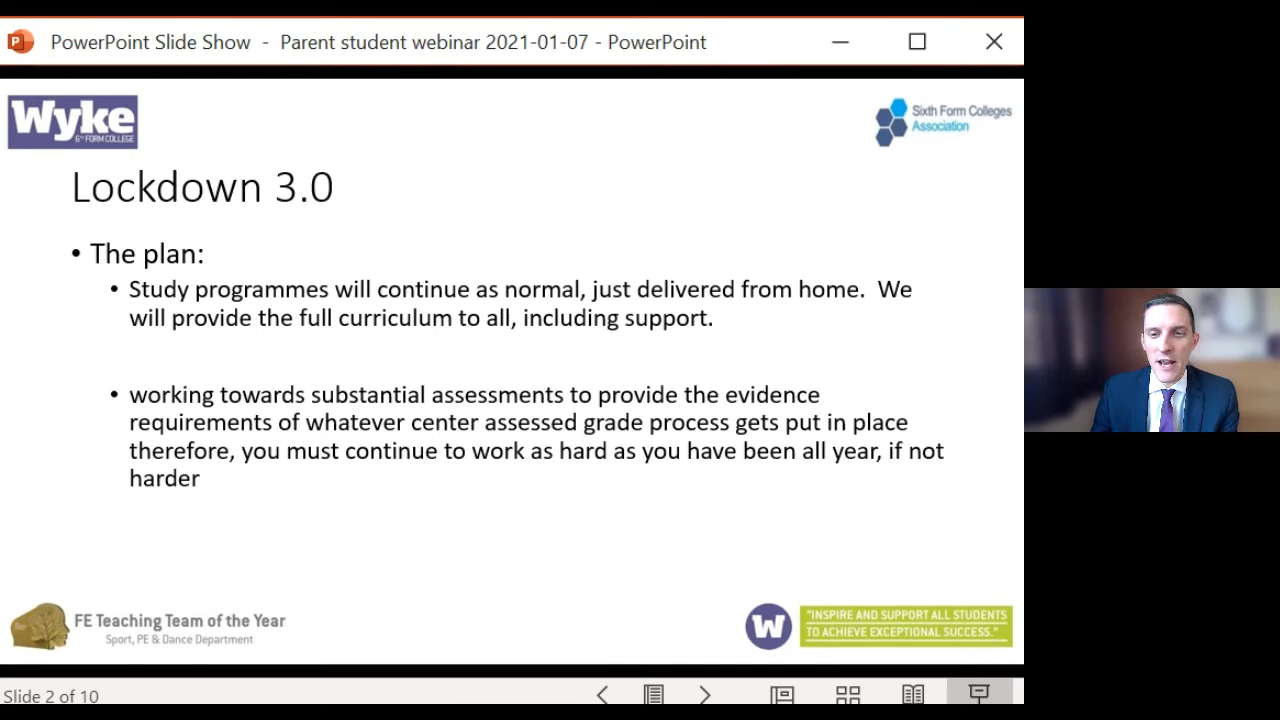 PowerPoint Slide Show - Parent student webinar 2021-01-07 - PowerPoint
Wyke
6TH FORM COLLEGE
Sixth Form Colleges
Association
Lockdown 3.0
• The plan:
• Study programmes will continue as normal, just delivered from home. We
will provide the full curriculum to all, including support.
• working towards substantial assessments to provide the evidence
requirements of whatever center assessed grade process gets put in place
therefore, you must continue to work as hard as you have been all year, if not
harder
FE Teaching Team of the Year
Sport, PE & Dance Department
W
"INSPIRE AND SUPPORT ALL STUDENTS
TO ACHIEVE EXCEPTIONAL SUCCESS."
Slide 2 of 10